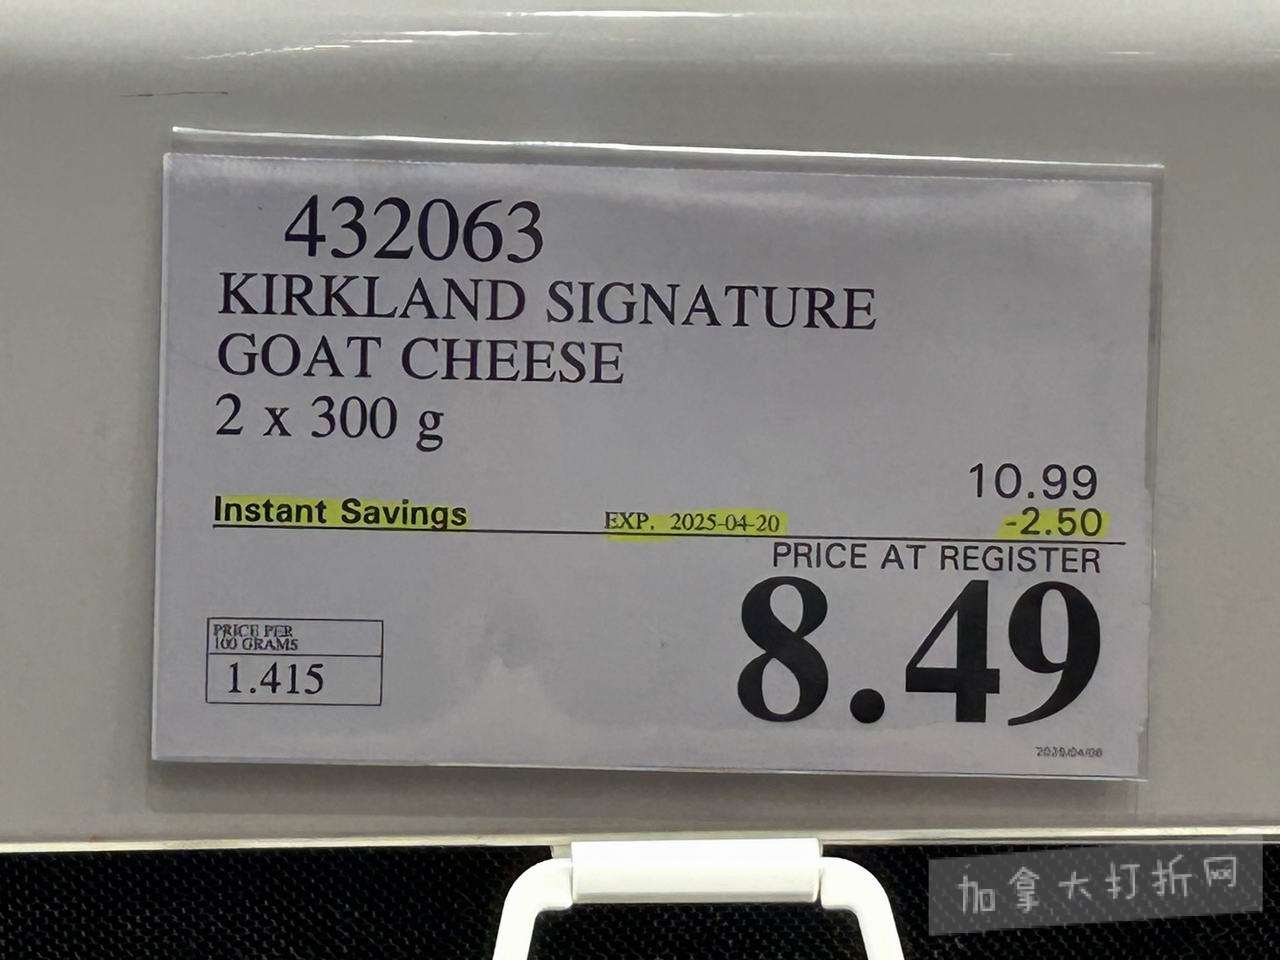 432063
KIRKLAND SIGNATURE
GOAT CHEESE
2 x 300 g
10.99
Instant Savings EXP. 2025-04-20 -2.50
PRICE AT REGISTER
8.49
PRICE PER
100 GRAMS
1.415
加拿大打折网